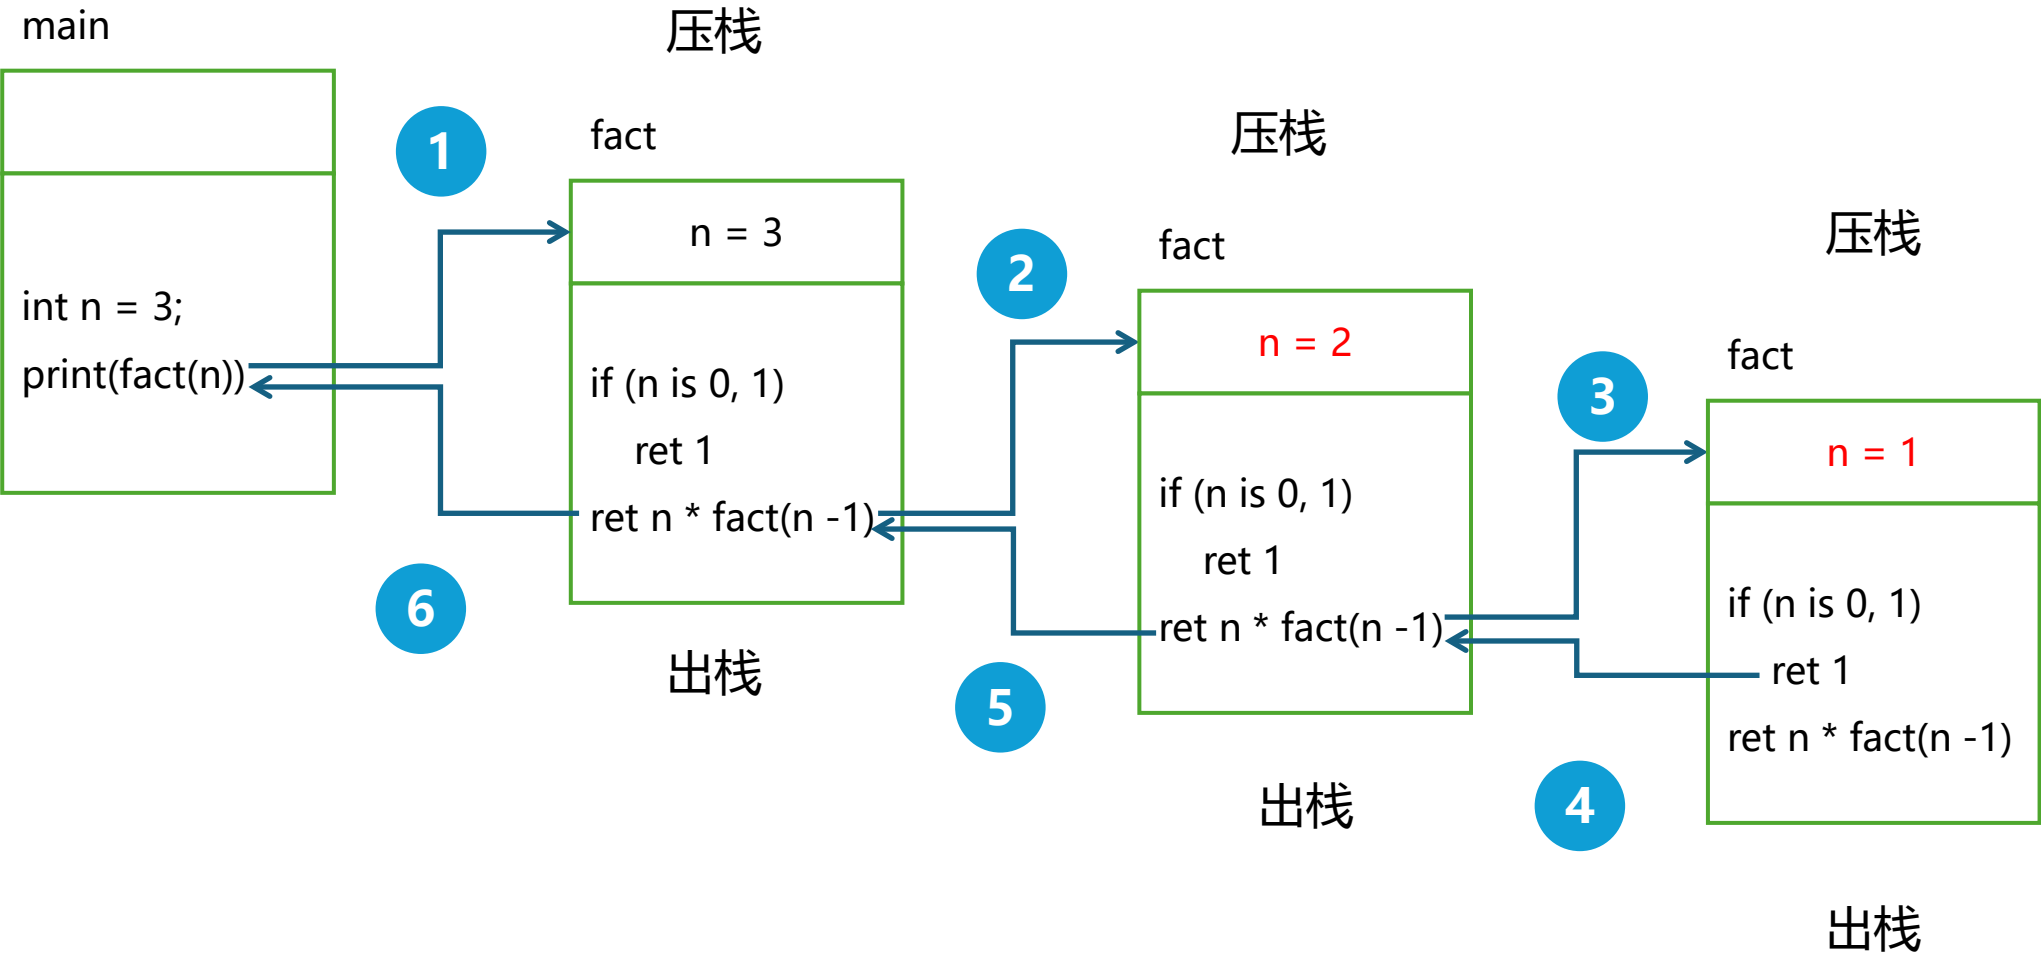 main
int n = 3;
print(fact(n))
1
6
压栈
fact
n = 3
if (n is 0, 1)
ret 1
ret n * fact(n -1)
出栈
2
5
压栈
fact
n = 2
if (n is 0, 1)
ret 1
ret n * fact(n -1)
出栈
3
4
压栈
fact
n = 1
if (n is 0, 1)
ret 1
ret n * fact(n -1)
出栈